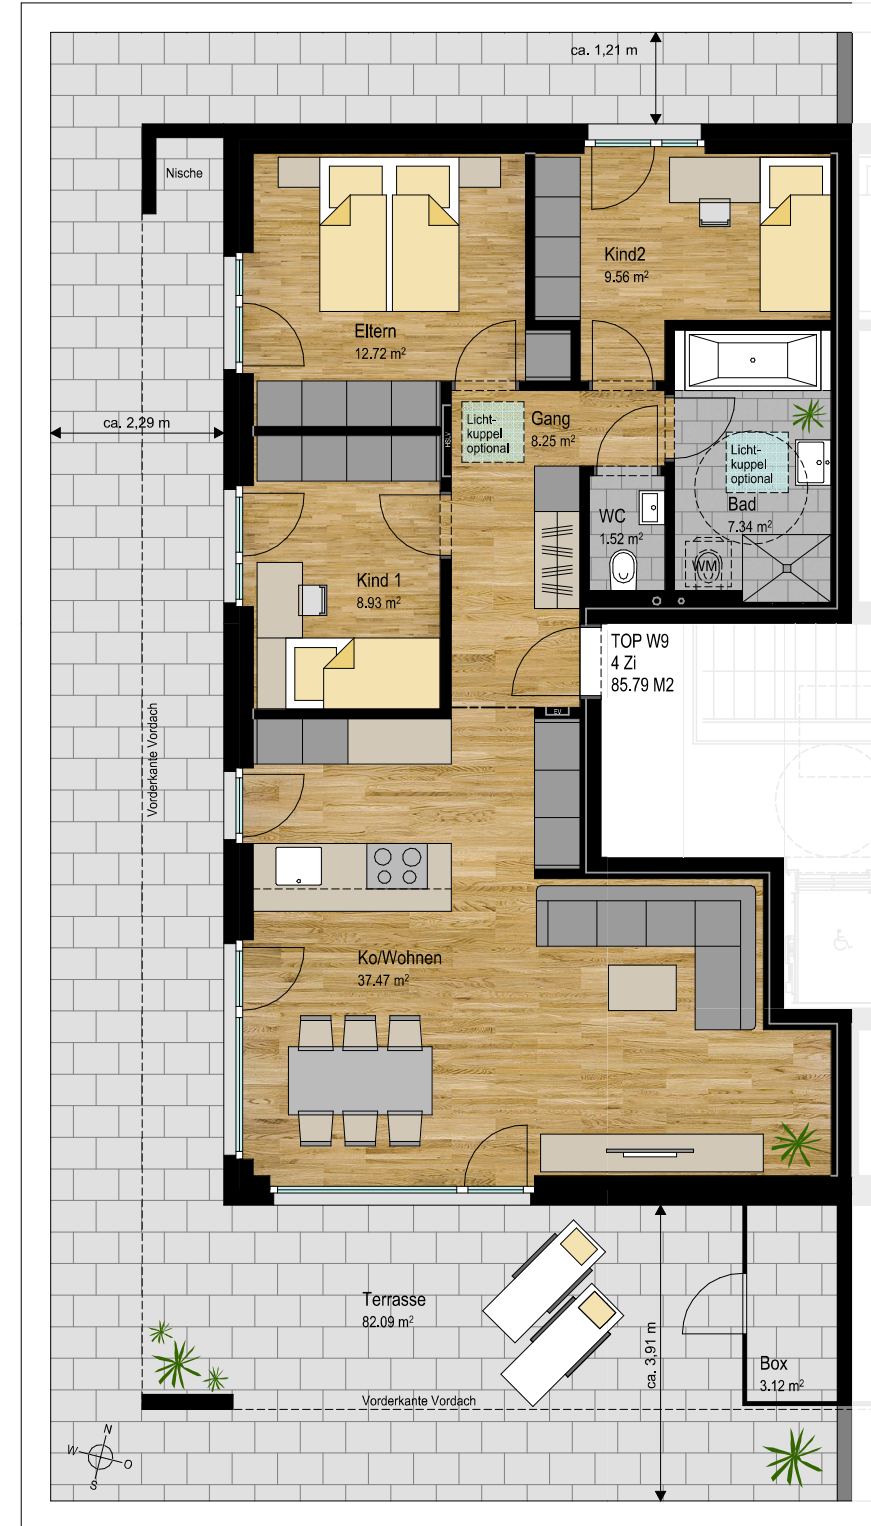 ca. 1,21 m
Nische
Kind2
9.56 m²
Eltern
12.72 m²
ca. 2,29 m
Licht-
kuppel
optional
Gang
8.25 m²
HSLV
Licht-
kuppel
optional
Bad
7.34 m²
WC
1.52 m²
WM
Kind 1
8.93 m²
TOP W9
4 Zi
85.79 M2
EV
Vorderkante Vordach
Ko/Wohnen
37.47 m²
Terrasse
82.09 m²
ca. 3,91 m
Box
3.12 m²
Vorderkante Vordach
N
W
O
S